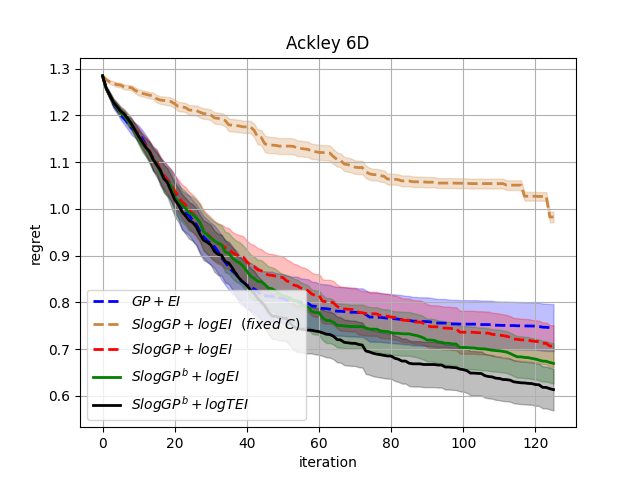 Ackley 6D
1.3
1.2
1.1
1.0
0.9
0.8
0.7
0.6
regret
GP + EI
SlogGP + logEI (fixed C)
SlogGP + logEI
SlogGP^b + logEI
SlogGP^b + logTEI
0 20 40 60 80 100 120
iteration